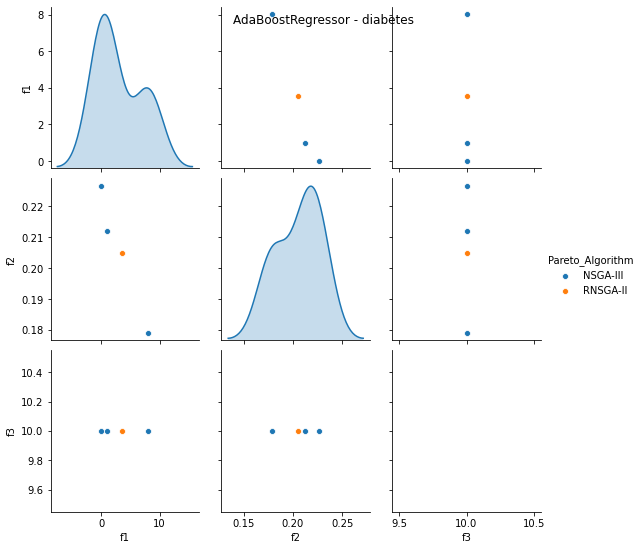 AdaBoostRegressor - diabetes
8
6
4
2
0
f1
0.22
0.21
0.20
0.19
0.18
f2
Pareto_Algorithm
NSGA-III
RNSGA-II
10.4
10.2
10.0
9.8
9.6
f3
0 10
f1
0.15 0.20 0.25
f2
9.5 10.0 10.5
f3